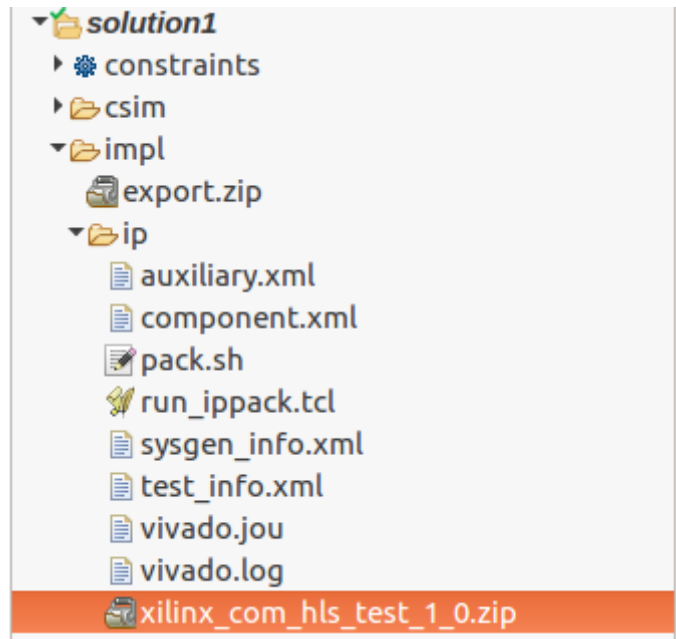 solution1
constraints
csim
impl
export.zip
ip
auxiliary.xml
component.xml
pack.sh
run_ippack.tcl
sysgen_info.xml
test_info.xml
vivado.jou
vivado.log
xilinx_com_hls_test_1_0.zip